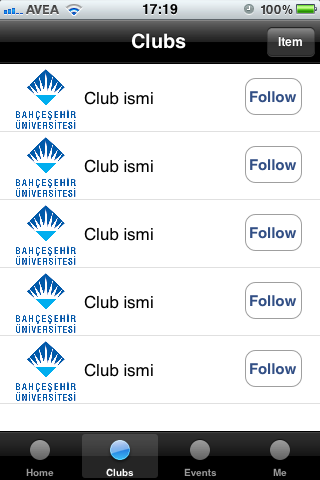 AVEA 17:19 100%
Clubs Item
BAHÇEŞEHİR
ÜNİVERSİTESİ
Club ismi Follow
BAHÇEŞEHİR
ÜNİVERSİTESİ
Club ismi Follow
BAHÇEŞEHİR
ÜNİVERSİTESİ
Club ismi Follow
BAHÇEŞEHİR
ÜNİVERSİTESİ
Club ismi Follow
BAHÇEŞEHİR
ÜNİVERSİTESİ
Club ismi Follow
Home Clubs Events Me